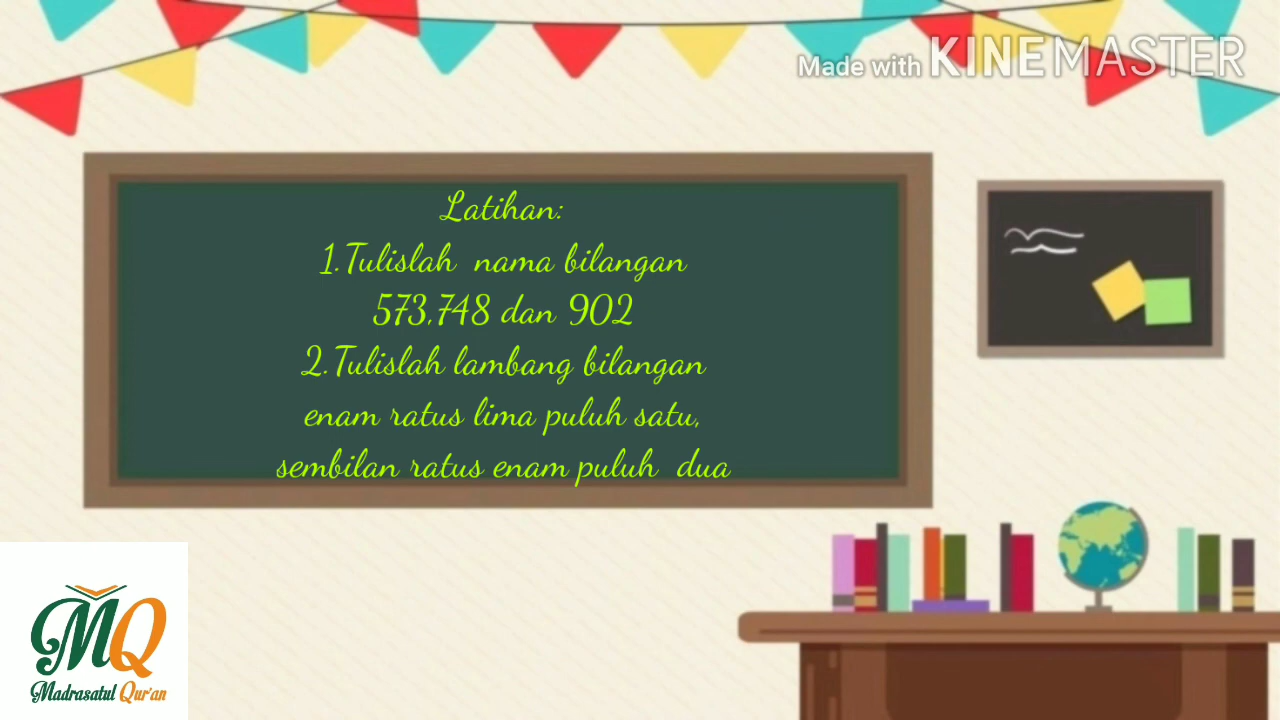 Made with KINEMASTER
Latihan:
1.Tulislah nama bilangan
573,748 dan 902
2.Tulislah lambang bilangan
enam ratus lima puluh satu,
sembilan ratus enam puluh dua
MQ
Madrasatul Qur'an